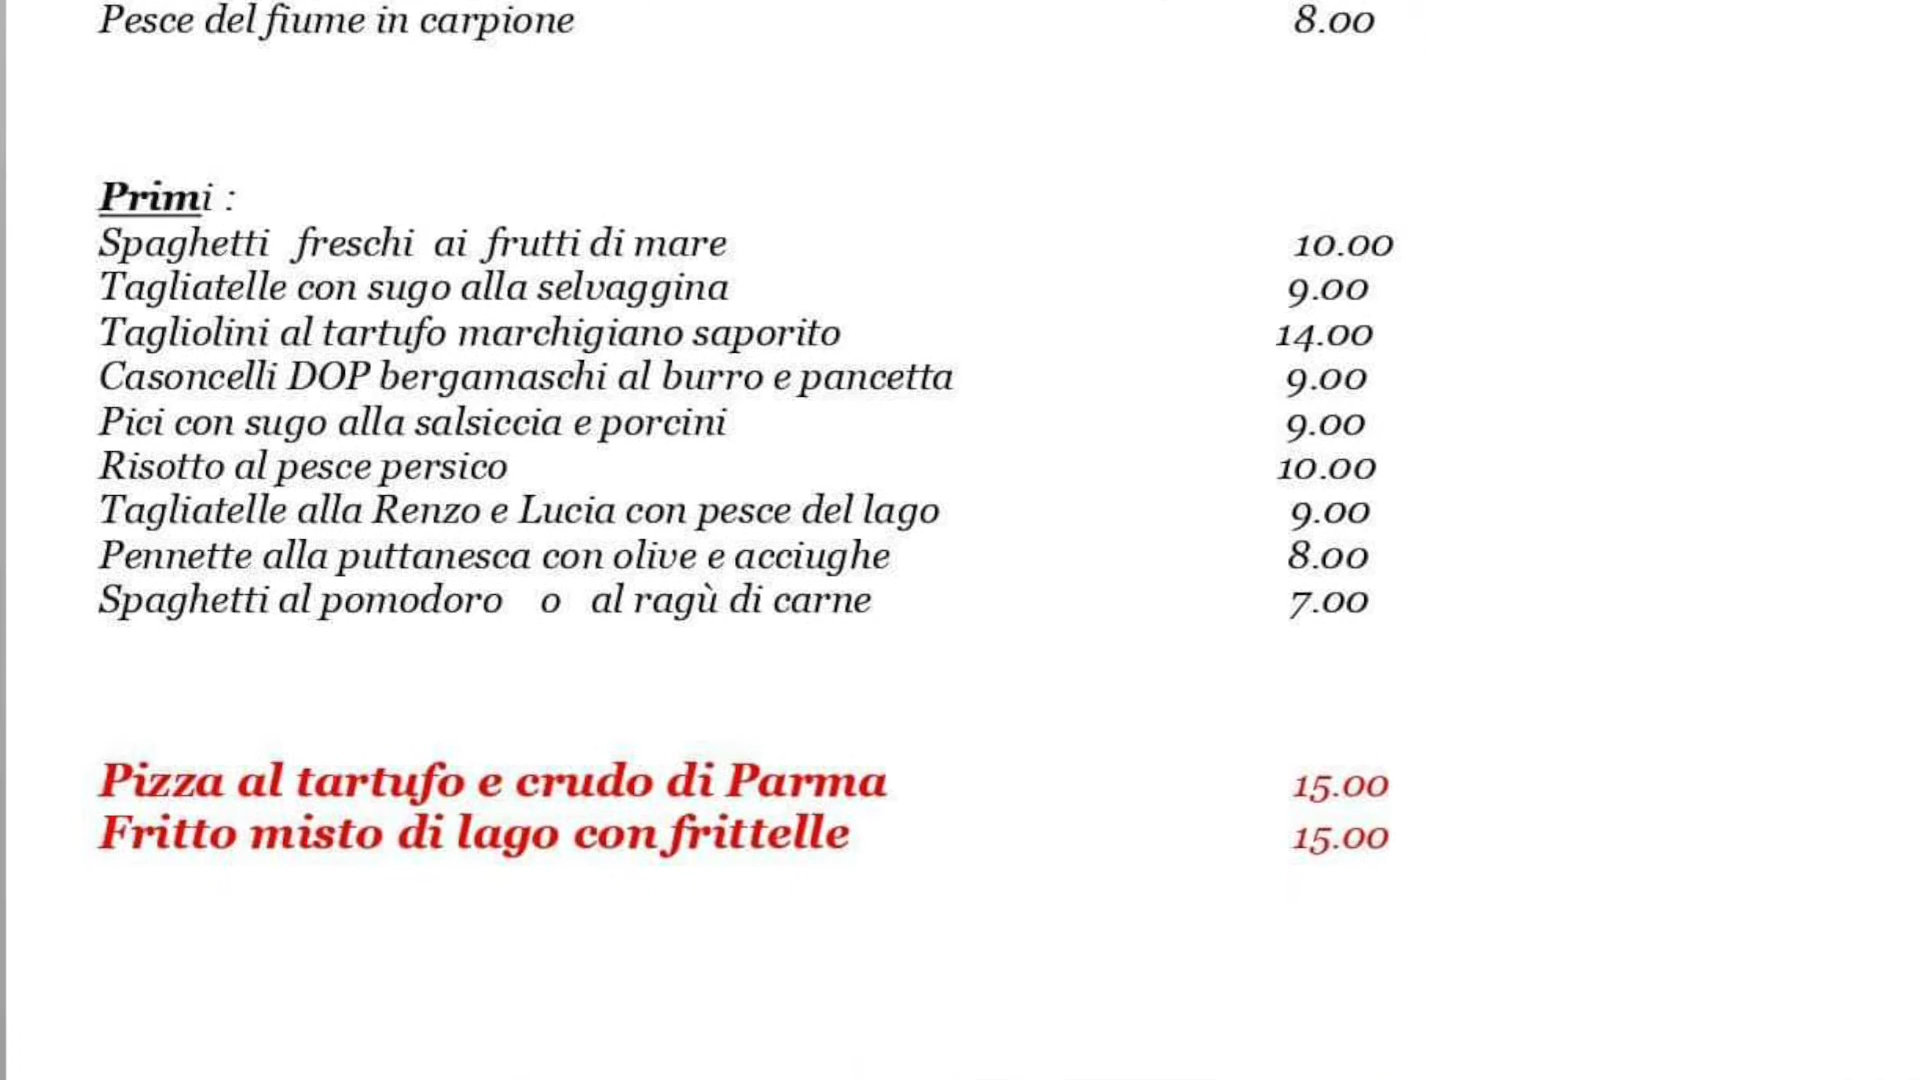 Pesce del fiume in carpione 8.00
Primi :
Spaghetti freschi ai frutti di mare 10.00
Tagliatelle con sugo alla selvaggina 9.00
Tagliolini al tartufo marchigiano saporito 14.00
Casoncelli DOP bergamaschi al burro e pancetta 9.00
Pici con sugo alla salsiccia e porcini 9.00
Risotto al pesce persico 10.00
Tagliatelle alla Renzo e Lucia con pesce del lago 9.00
Pennette alla puttanesca con olive e acciughe 8.00
Spaghetti al pomodoro o al ragù di carne 7.00
Pizza al tartufo e crudo di Parma 15.00
Fritto misto di lago con frittelle 15.00